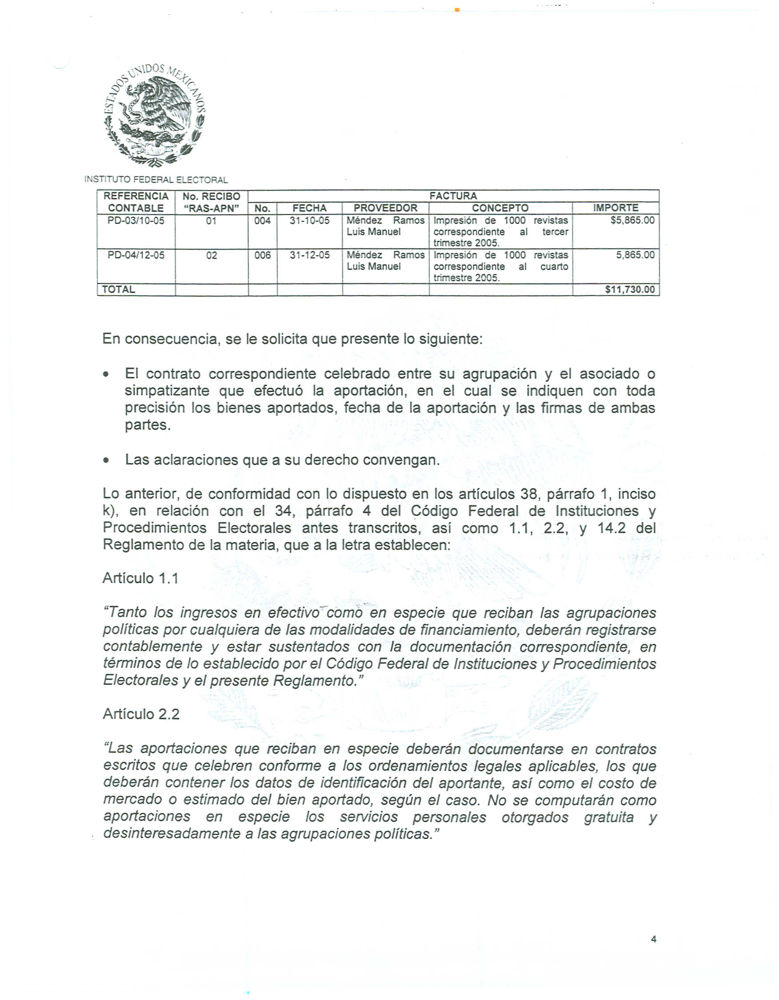 ESTADOS UNIDOS MEXICANOS
INSTITUTO FEDERAL ELECTORAL
REFERENCIA CONTABLE No. RECIBO "RAS-APN" FACTURA
No. FECHA PROVEEDOR CONCEPTO IMPORTE
PD-03/10-05 01 004 31-10-05 Méndez Ramos Impresión de 1000 revistas $5,865.00
Luis Manuel correspondiente al tercer
trimestre 2005.
PD-04/12-05 02 006 31-12-05 Méndez Ramos Impresión de 1000 revistas 5,865.00
Luis Manuel correspondiente al cuarto
trimestre 2005.
TOTAL $11,730.00
En consecuencia, se le solicita que presente lo siguiente:
• El contrato correspondiente celebrado entre su agrupación y el asociado o
simpatizante que efectuó la aportación, en el cual se indiquen con toda
precisión los bienes aportados, fecha de la aportación y las firmas de ambas
partes.
• Las aclaraciones que a su derecho convengan.
Lo anterior, de conformidad con lo dispuesto en los artículos 38, párrafo 1, inciso
k), en relación con el 34, párrafo 4 del Código Federal de Instituciones y
Procedimientos Electorales antes transcritos, así como 1.1, 2.2, y 14.2 del
Reglamento de la materia, que a la letra establecen:
Artículo 1.1
“Tanto los ingresos en efectivo como en especie que reciban las agrupaciones
políticas por cualquiera de las modalidades de financiamiento, deberán registrarse
contablemente y estar sustentados con la documentación correspondiente, en
términos de lo establecido por el Código Federal de Instituciones y Procedimientos
Electorales y el presente Reglamento.”
Artículo 2.2
“Las aportaciones que reciban en especie deberán documentarse en contratos
escritos que celebren conforme a los ordenamientos legales aplicables, los que
deberán contener los datos de identificación del aportante, así como el costo de
mercado o estimado del bien aportado, según el caso. No se computarán como
aportaciones en especie los servicios personales otorgados gratuita y
desinteresadamente a las agrupaciones políticas.”
4